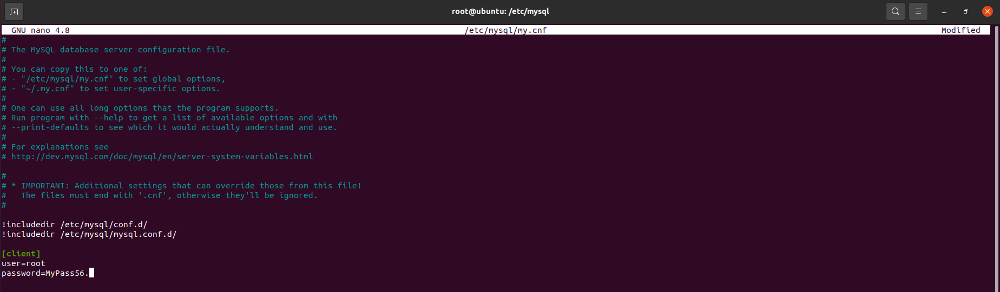 root@ubuntu: /etc/mysql
GNU nano 4.8 /etc/mysql/my.cnf Modified
#
# The MySQL database server configuration file.
#
# You can copy this to one of:
# - "/etc/mysql/my.cnf" to set global options,
# - "~/.my.cnf" to set user-specific options.
#
# One can use all long options that the program supports.
# Run program with --help to get a list of available options and with
# --print-defaults to see which it would actually understand and use.
#
# For explanations see
# http://dev.mysql.com/doc/mysql/en/server-system-variables.html
#
# * IMPORTANT: Additional settings that can override those from this file!
#   The files must end with '.cnf', otherwise they'll be ignored.
#
!includedir /etc/mysql/conf.d/
!includedir /etc/mysql/mysql.conf.d/
[client]
user=root
password=MyPass56.